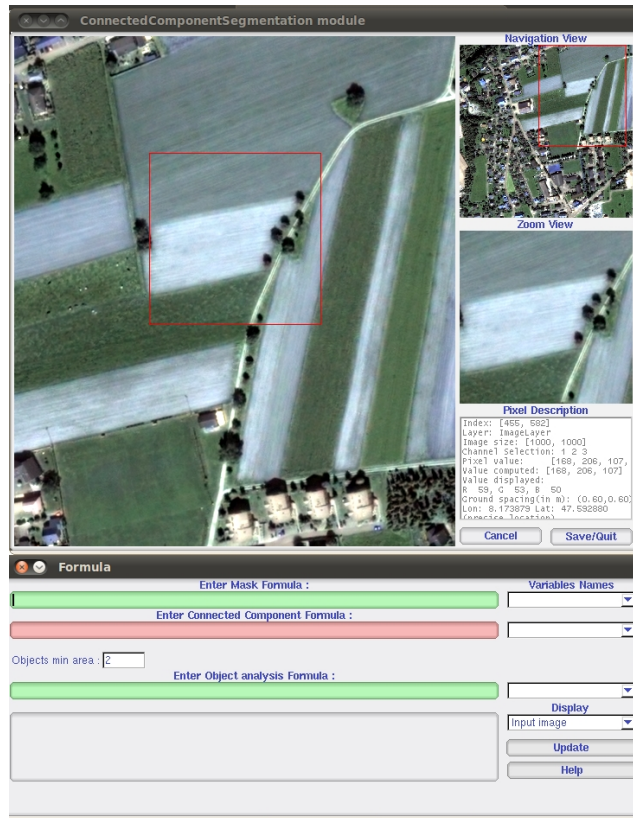 ConnectedComponentSegmentation module
Navigation View
Zoom View
Pixel Description
Index: [455, 582]
Layer: ImageLayer
Image size: [1000, 1000]
Channel Selection: 1 2 3
Pixel value: [168, 206, 107,
Value computed: [168, 206, 107]
Value displayed:
R 59, G 53, B 50
Ground spacing(in m): (0.60,0.60)
Lon: 8.173879 Lat: 47.592880
(precise location)
Cancel
Save/Quit
Formula
Enter Mask Formula :
Variables Names
Enter Connected Component Formula :
Objects min area : 2
Enter Object analysis Formula :
Display
Input image
Update
Help